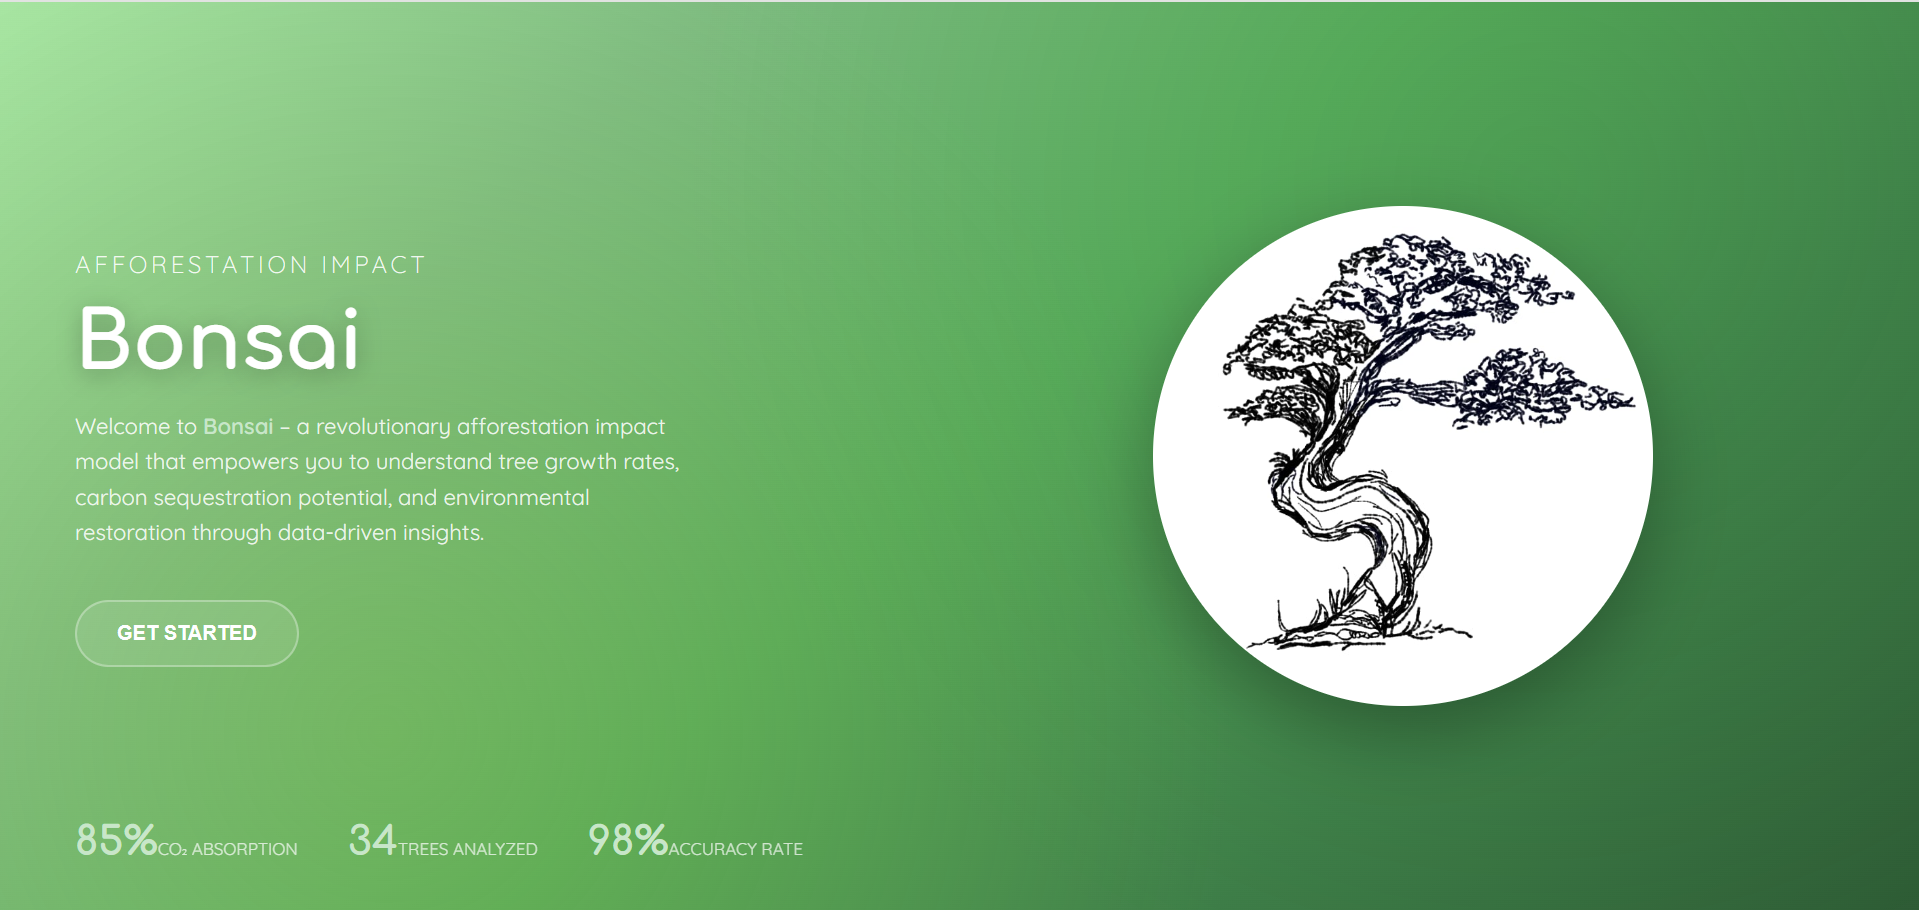 AFFORESTATION IMPACT
Bonsai
Welcome to Bonsai – a revolutionary afforestation impact
model that empowers you to understand tree growth rates,
carbon sequestration potential, and environmental
restoration through data-driven insights.
GET STARTED
85% CO₂ ABSORPTION 34 TREES ANALYZED 98% ACCURACY RATE